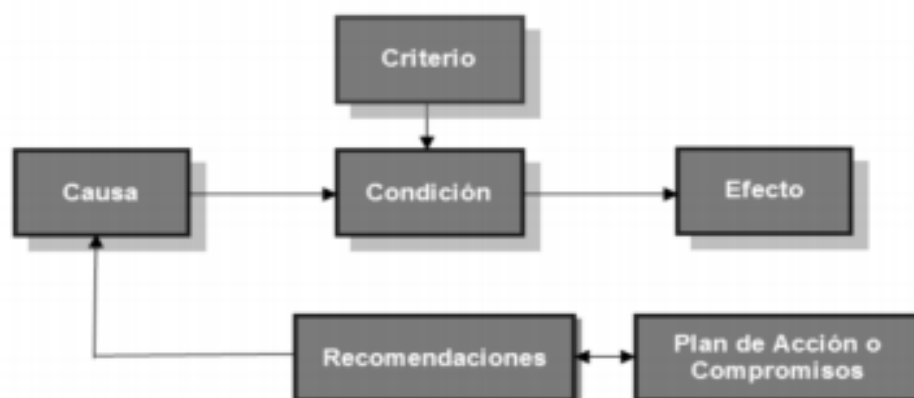 Criterio
Causa
Condición
Efecto
Recomendaciones
Plan de Acción o
Compromisos